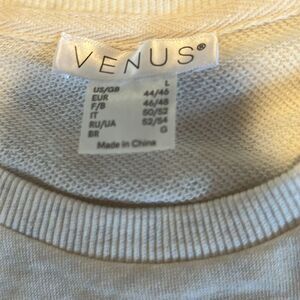 VENUS®
US/GB L
EUR 44/46
F/B 46/48
IT 50/52
RU/UA 52/54
BR G
Made in China